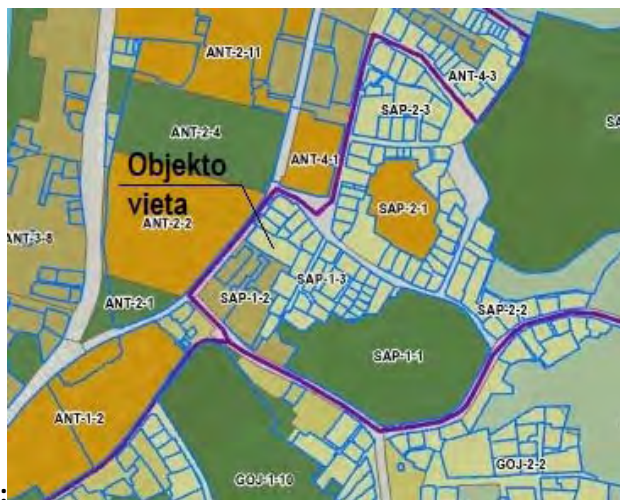 ANT-2-11
ANT-4-3
SAP-2-3
SA
ANT-2-4
ANT-4-1
Objekto
vieta
ANT-2-2
SAP-2-1
ANT-3-8
SAP-1-3
SAP-1-2
ANT-2-1
SAP-2-2
SAP-1-1
ANT-1-2
GOJ-2-2
GOJ-1-10
: